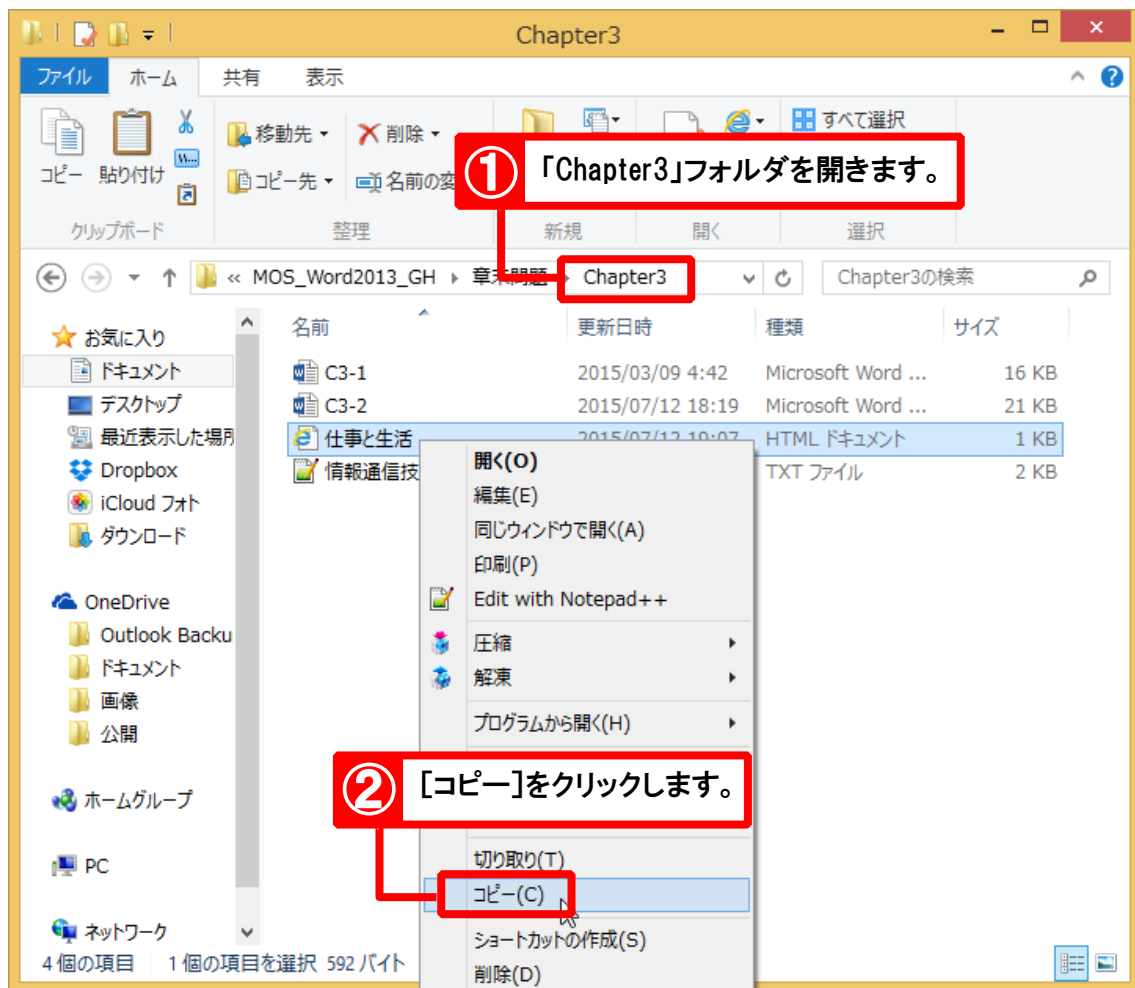 Chapter3
ファイル ホーム 共有 表示
コピー 貼り付け 移動先 削除 すべて選択
コピー先 名前の変
クリップボード 整理 新規 開く 選択
① 「Chapter3」フォルダを開きます。
« MOS_Word2013_GH 章末問題 Chapter3 Chapter3の検索
名前 更新日時 種類 サイズ
C3-1 2015/03/09 4:42 Microsoft Word ... 16 KB
C3-2 2015/07/12 18:19 Microsoft Word ... 21 KB
仕事と生活 2015/07/12 19:07 HTML ドキュメント 1 KB
情報通信技 TXT ファイル 2 KB
お気に入り
ドキュメント
デスクトップ
最近表示した場所
Dropbox
iCloud フォト
ダウンロード
OneDrive
Outlook Backu
ドキュメント
画像
公開
ホームグループ
PC
ネットワーク
開く(O)
編集(E)
同じウィンドウで開く(A)
印刷(P)
Edit with Notepad++
圧縮
解凍
プログラムから開く(H)
② [コピー]をクリックします。
切り取り(T)
コピー(C)
ショートカットの作成(S)
削除(D)
4 個の項目 1 個の項目を選択 592 バイト